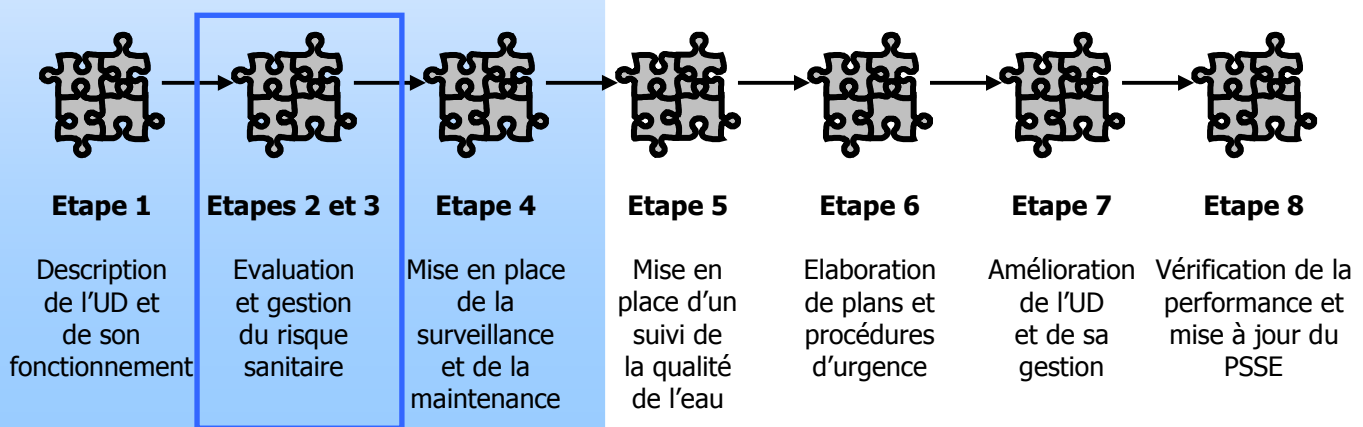 Etape 1
Description
de l'UD et
de son
fonctionnement
Etapes 2 et 3
Evaluation
et gestion
du risque
sanitaire
Etape 4
Mise en place
de la
surveillance
et de la
maintenance
Etape 5
Mise en
place d'un
suivi de
la qualité
de l'eau
Etape 6
Elaboration
de plans et
procédures
d'urgence
Etape 7
Amélioration
de l'UD
et de sa
gestion
Etape 8
Vérification de la
performance et
mise à jour du
PSSE